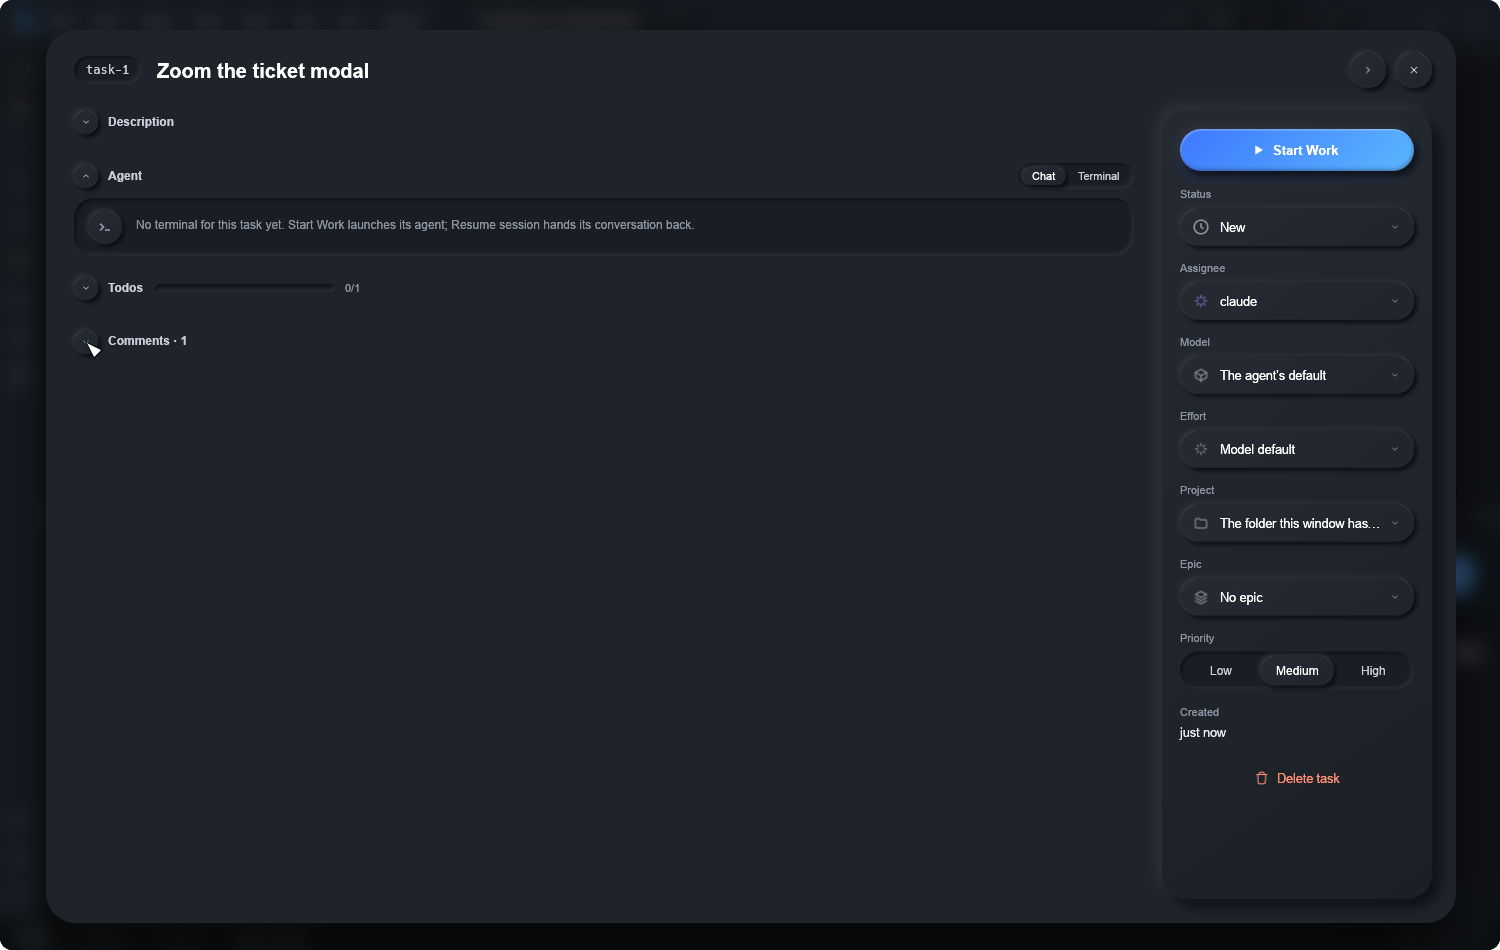 task-1
Zoom the ticket modal
Description
Agent
Chat
Terminal
No terminal for this task yet. Start Work launches its agent; Resume session hands its conversation back.
Todos
0/1
Comments · 1
Start Work
Status
New
Assignee
claude
Model
The agent's default
Effort
Model default
Project
The folder this window has…
Epic
No epic
Priority
Low
Medium
High
Created
just now
Delete task